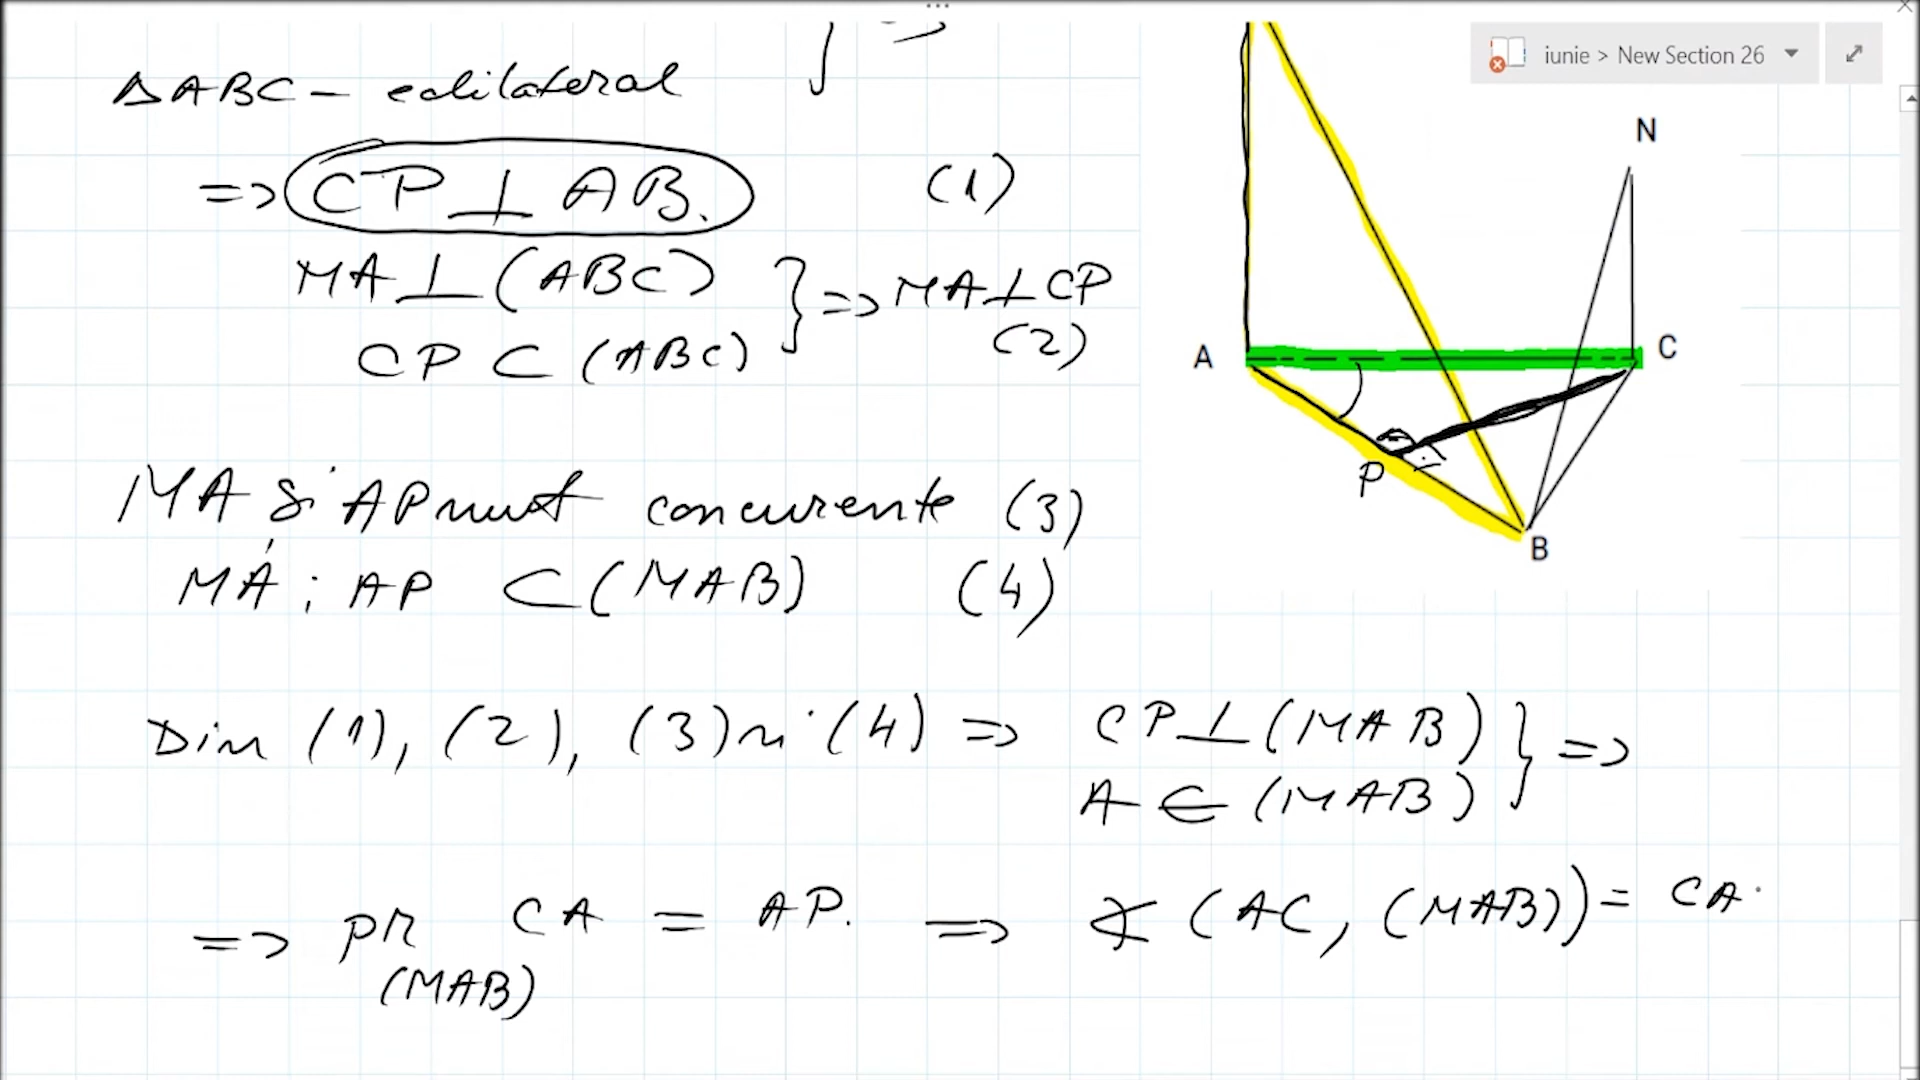 iunie > New Section 26
△ABC – echilateral
=> CP ⊥ AB. (1)
MA ⊥ (ABC)
CP ⊂ (ABC)
} => MA ⊥ CP
(2)
MA și AP sunt concurente (3)
MA; AP ⊂ (MAB) (4)
Din (1), (2), (3) și (4) => CP ⊥ (MAB)
A ∈ (MAB)
} =>
=> pr CA = AP. => ∢ (AC, (MAB)) = CA
(MAB)
N
A
C
P
B